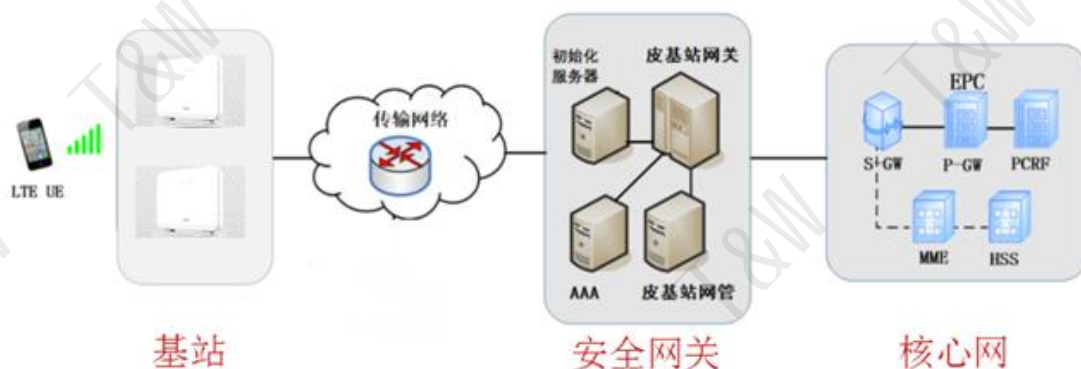 初始化
服务器
皮基站网关
EPC
传输网络
S-GW
P-GW
PCRF
LTE UE
MME
HSS
AAA
皮基站网管
基站
安全网关
核心网
T&W
T&W
T&W
T&W